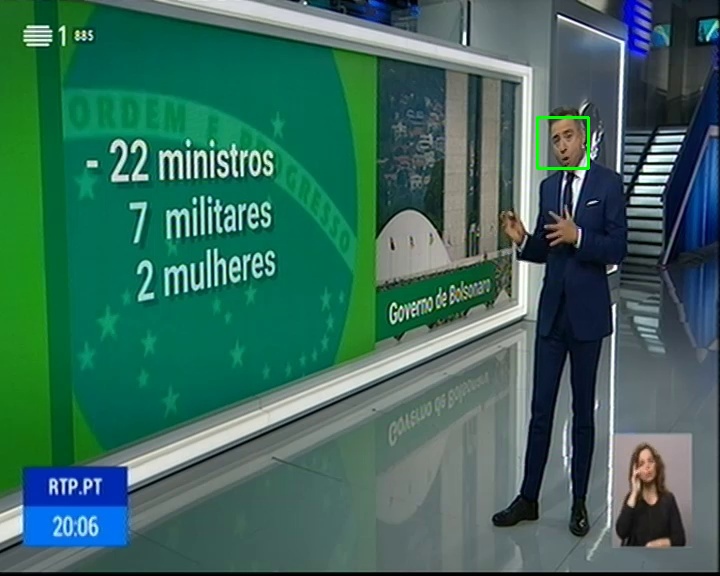 1 885
ORDEM E PROGRESSO
- 22 ministros
7 militares
2 mulheres
Governo de Bolsonaro
RTP.PT
20:06